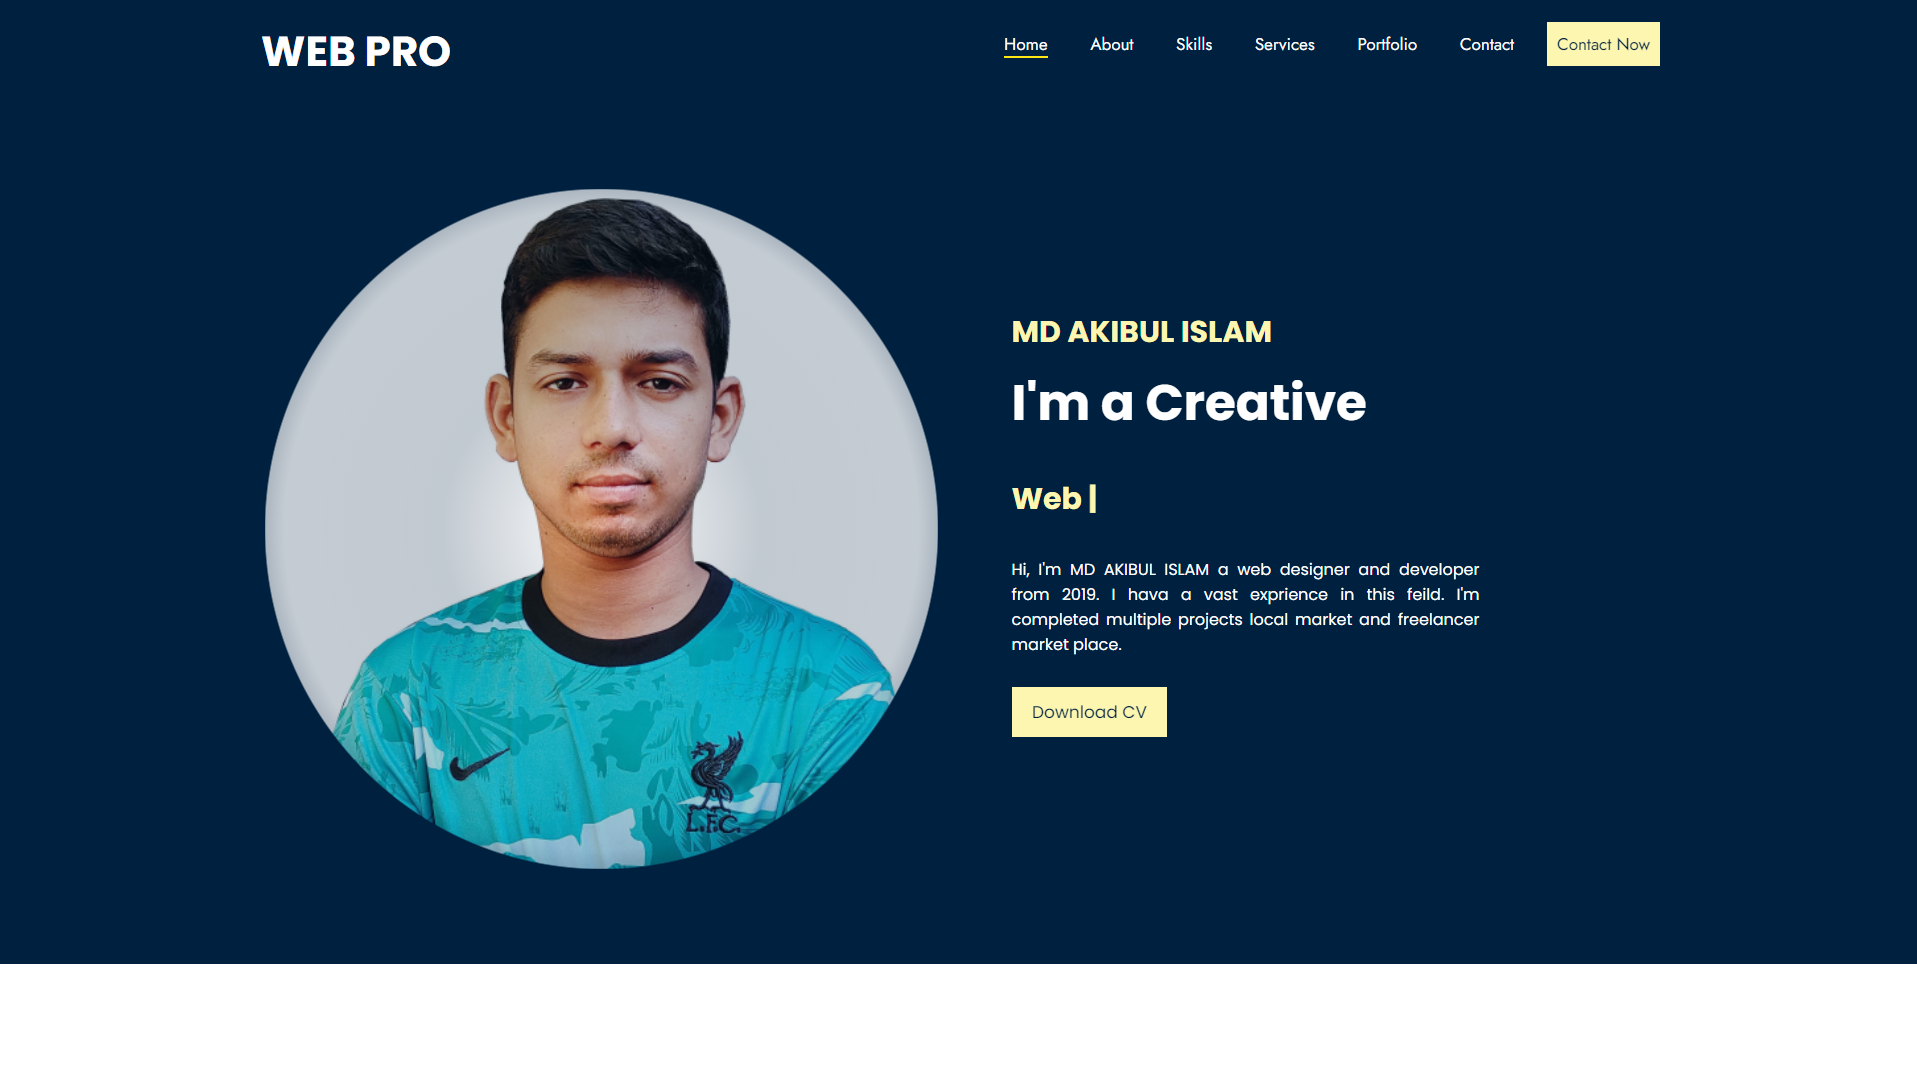 WEB PRO
Home About Skills Services Portfolio Contact Contact Now
MD AKIBUL ISLAM
I'm a Creative
Web |
Hi, I'm MD AKIBUL ISLAM a web designer and developer
from 2019. I hava a vast exprience in this feild. I'm
completed multiple projects local market and freelancer
market place.
Download CV
L.F.C.